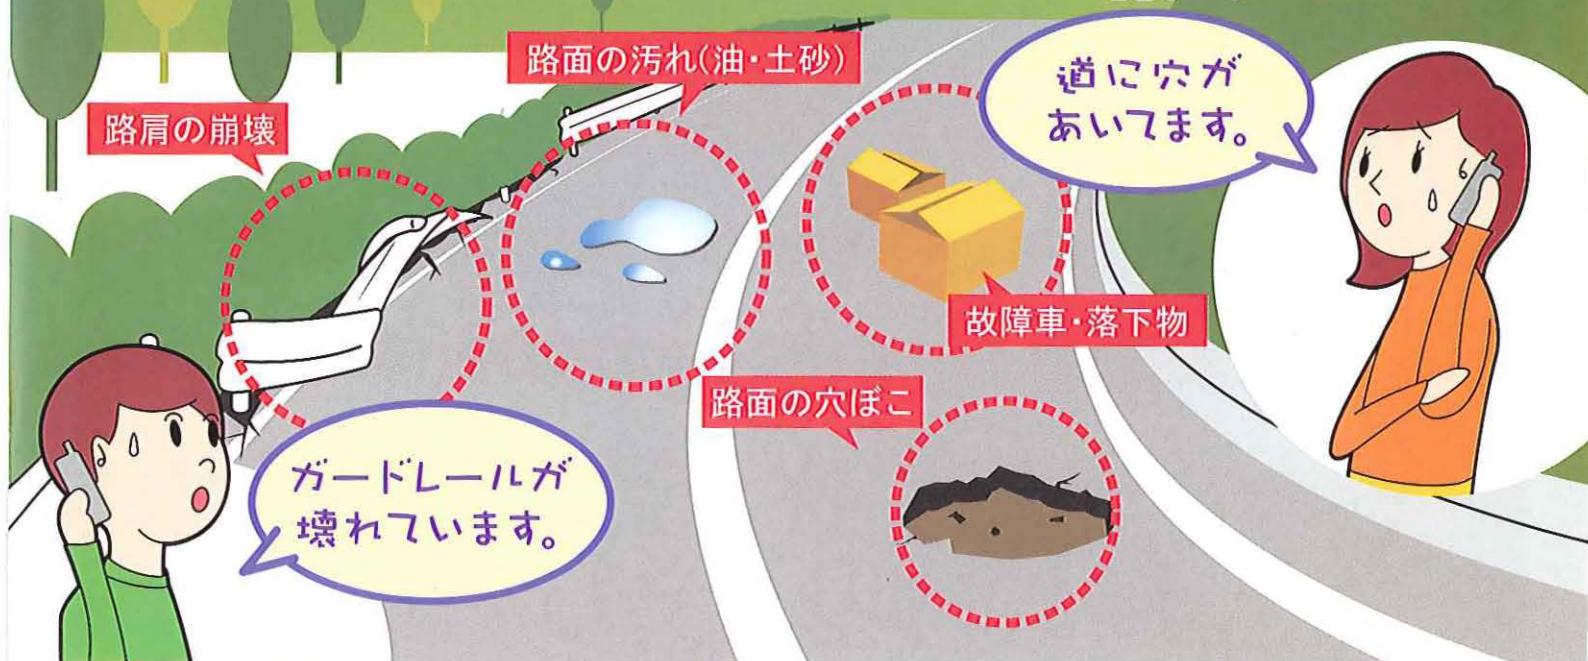 路面の汚れ(油・土砂)
路肩の崩壊
道に穴が
あいてます。
故障車・落下物
路面の穴ぼこ
ガードレールが
壊れています。